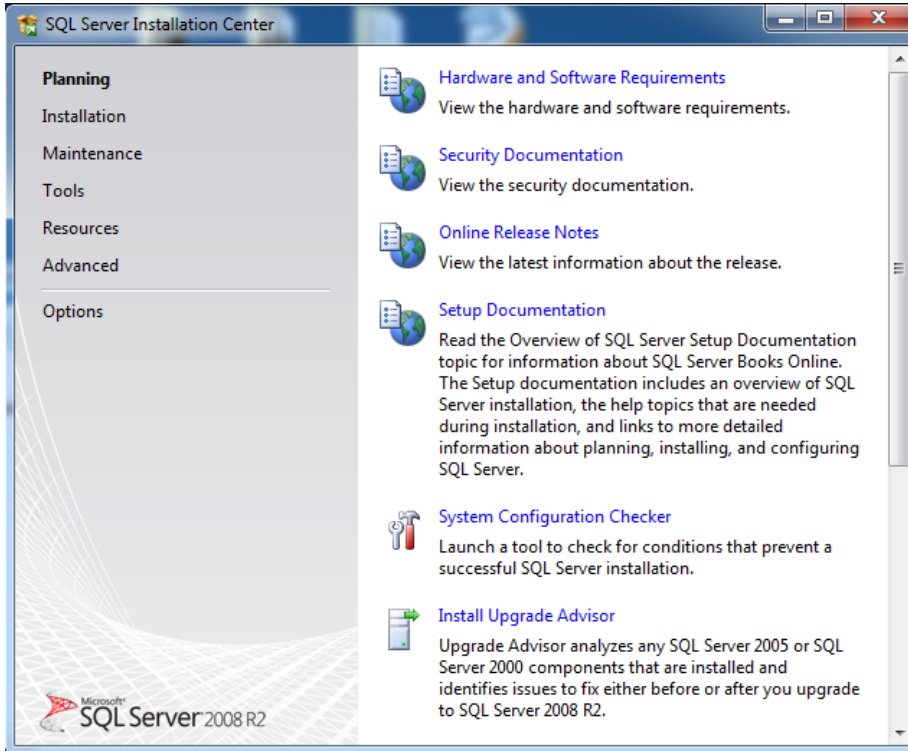 SQL Server Installation Center
Planning
Installation
Maintenance
Tools
Resources
Advanced
Options
Hardware and Software Requirements
View the hardware and software requirements.
Security Documentation
View the security documentation.
Online Release Notes
View the latest information about the release.
Setup Documentation
Read the Overview of SQL Server Setup Documentation
topic for information about SQL Server Books Online.
The Setup documentation includes an overview of SQL
Server installation, the help topics that are needed
during installation, and links to more detailed
information about planning, installing, and configuring
SQL Server.
System Configuration Checker
Launch a tool to check for conditions that prevent a
successful SQL Server installation.
Install Upgrade Advisor
Upgrade Advisor analyzes any SQL Server 2005 or SQL
Server 2000 components that are installed and
identifies issues to fix either before or after you upgrade
to SQL Server 2008 R2.
Microsoft®
SQL Server® 2008 R2